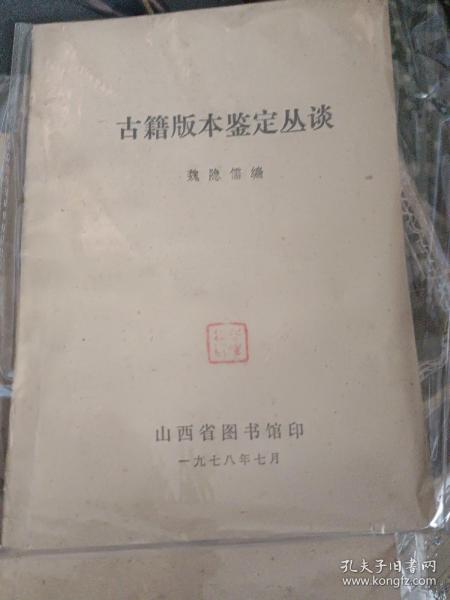 古籍版本鉴定丛谈
魏隐儒编
山西省图书馆印
一九七八年七月
孔夫子旧书网
www.kongfz.com